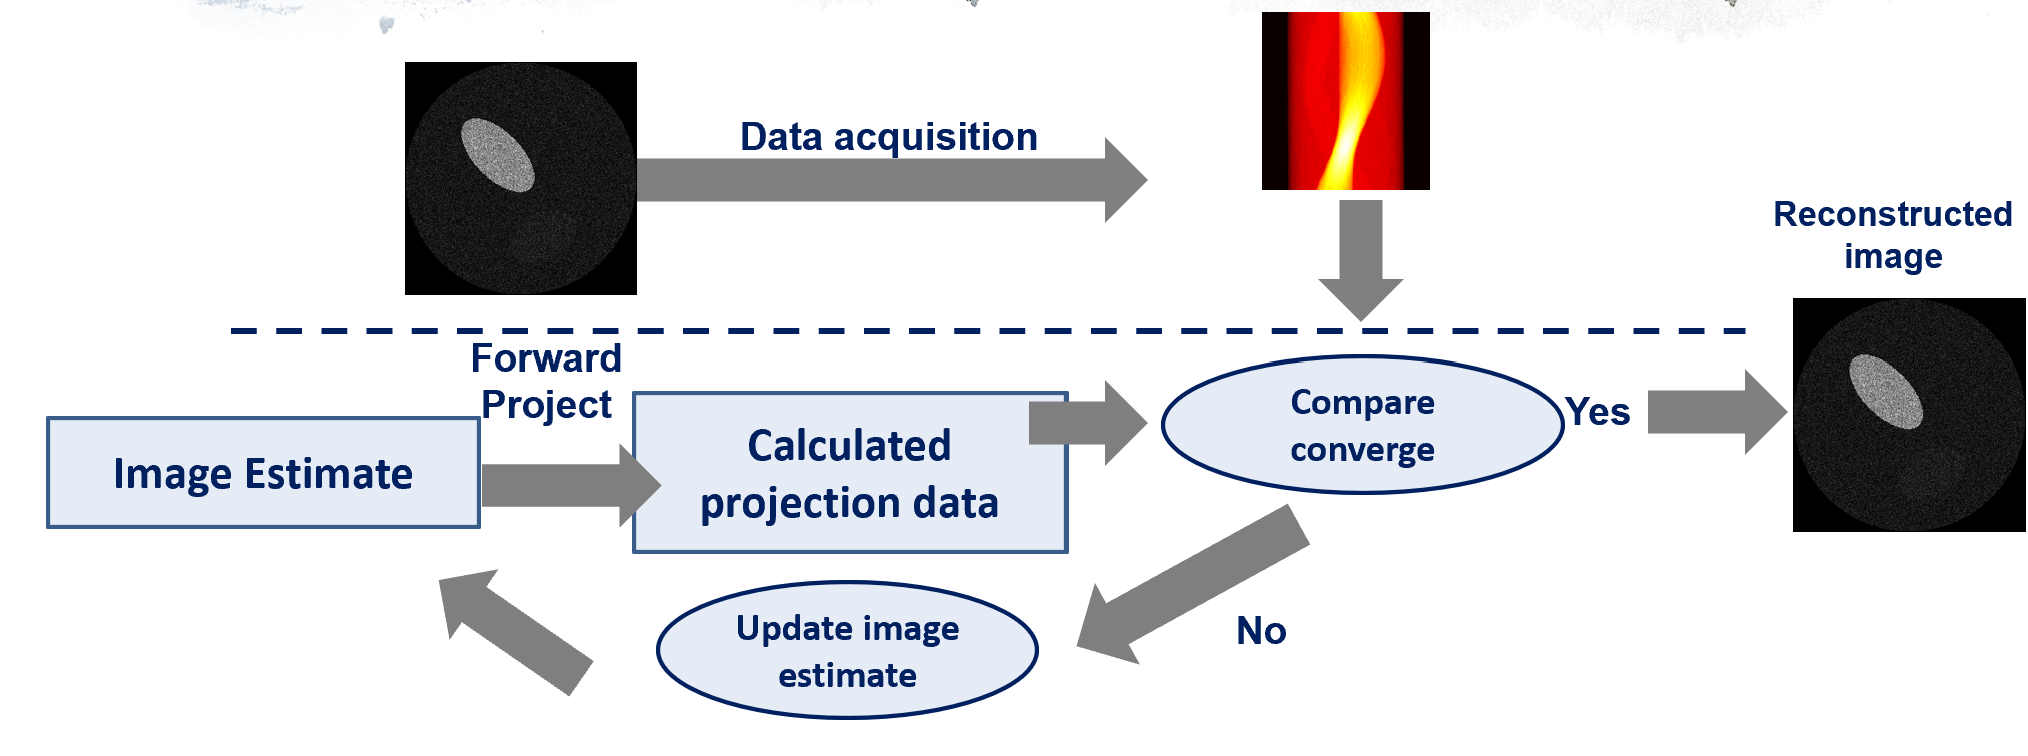 Data acquisition
Reconstructed
image
Forward
Project
Image Estimate
Calculated
projection data
Compare
converge
Yes
No
Update image
estimate